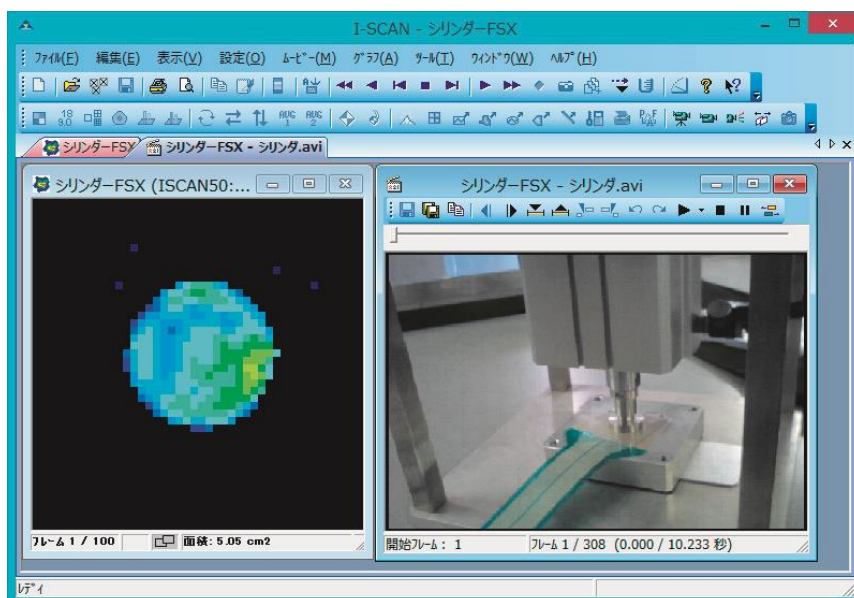 I-SCAN - シリンダーFSX
ﾌｧｲﾙ(F) 編集(E) 表示(V) 設定(O) ﾑｰﾋﾞｰ(M) ｸﾞﾗﾌ(A) ﾂｰﾙ(T) ｳｨﾝﾄﾞｳ(W) ﾍﾙﾌﾟ(H)
AVG 1 AVG 2
シリンダーFSX シリンダーFSX - シリンダ.avi
シリンダーFSX (ISCAN50:...
シリンダーFSX - シリンダ.avi
ﾌﾚｰﾑ 1 / 100 面積: 5.05 cm2
開始ﾌﾚｰﾑ : 1 ﾌﾚｰﾑ 1 / 308 (0.000 / 10.233 秒)
ﾚﾃﾞｨ